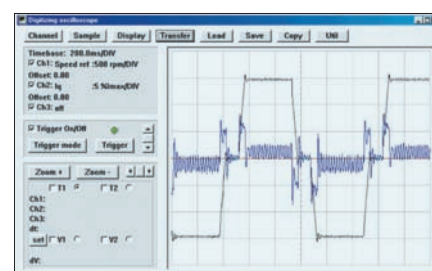 Digitizing oscilloscope
Channel Sample Display Transfer Load Save Copy UNI
Timebase: 200.0ms/DIV
Ch1: Speed ref :500 rpm/DIV
Offset: 0.00
Ch2: Iq :5 %Imax/DIV
Offset: 0.00
Ch3: off
Trigger On/Off
Trigger mode Trigger
Zoom + Zoom -
T1 T2
Ch1:
Ch2:
Ch3:
dt:
set V1 V2
dV: